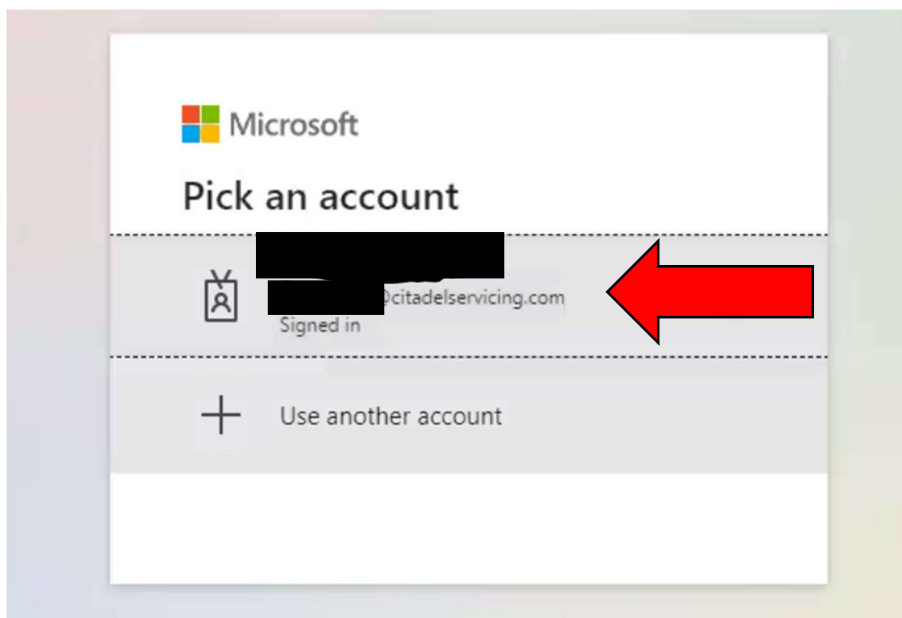 Microsoft
Pick an account
@citadelservicing.com
Signed in
Use another account